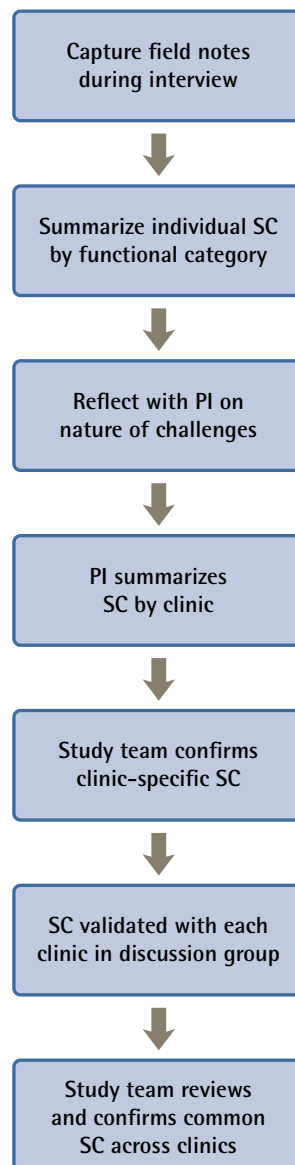 Capture field notes
during interview
Summarize individual SC
by functional category
Reflect with PI on
nature of challenges
PI summarizes
SC by clinic
Study team confirms
clinic-specific SC
SC validated with each
clinic in discussion group
Study team reviews
and confirms common
SC across clinics